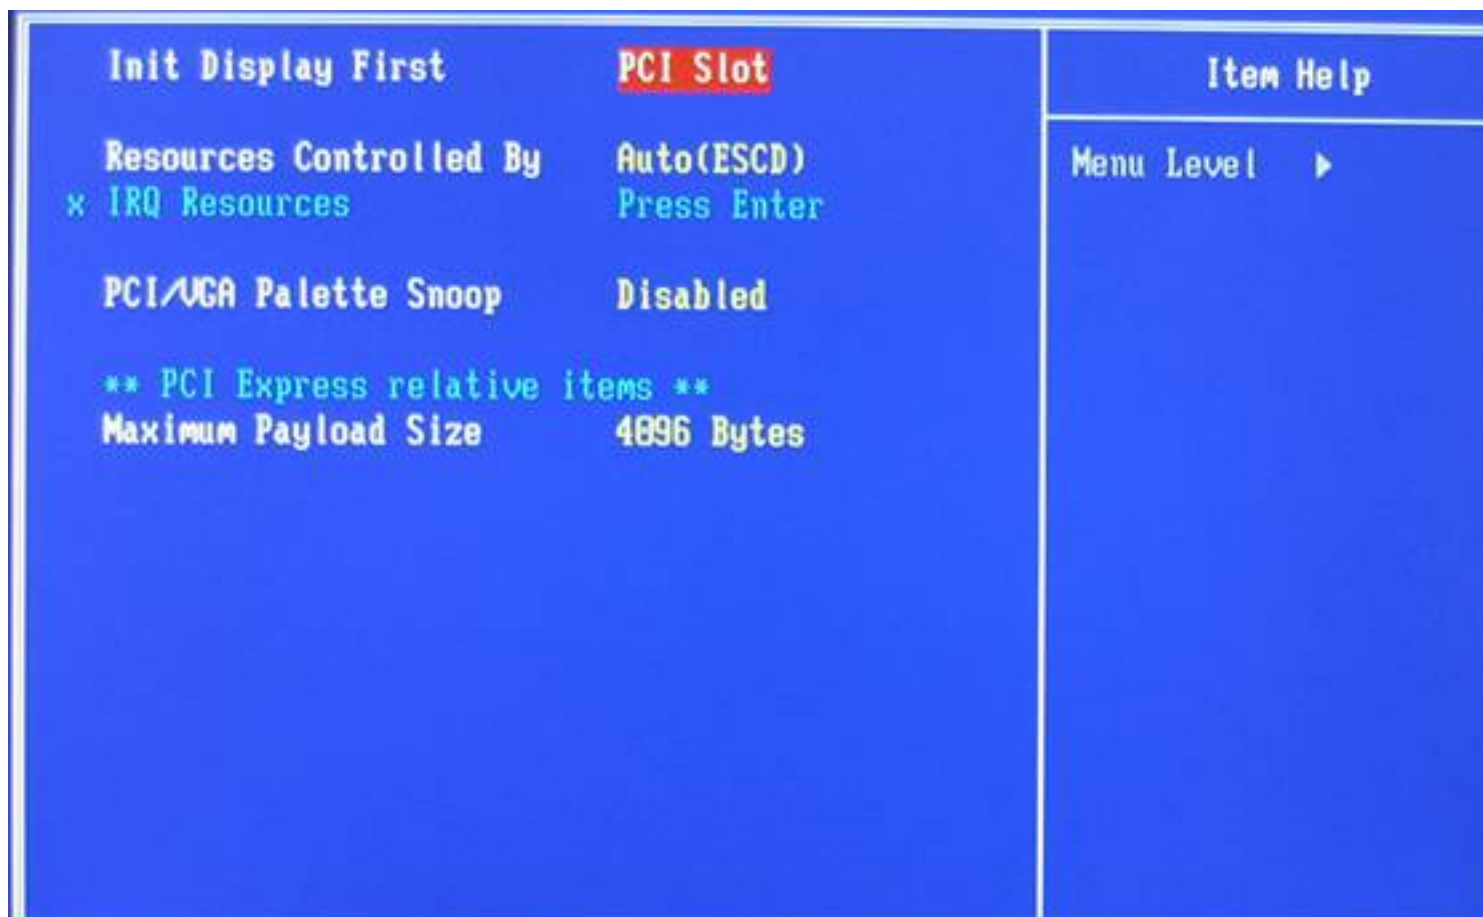 Init Display First PCI Slot
Item Help
Resources Controlled By Auto(ESCD)
Menu Level ▶
x IRQ Resources Press Enter
PCI/VGA Palette Snoop Disabled
** PCI Express relative items **
Maximum Payload Size 4096 Bytes